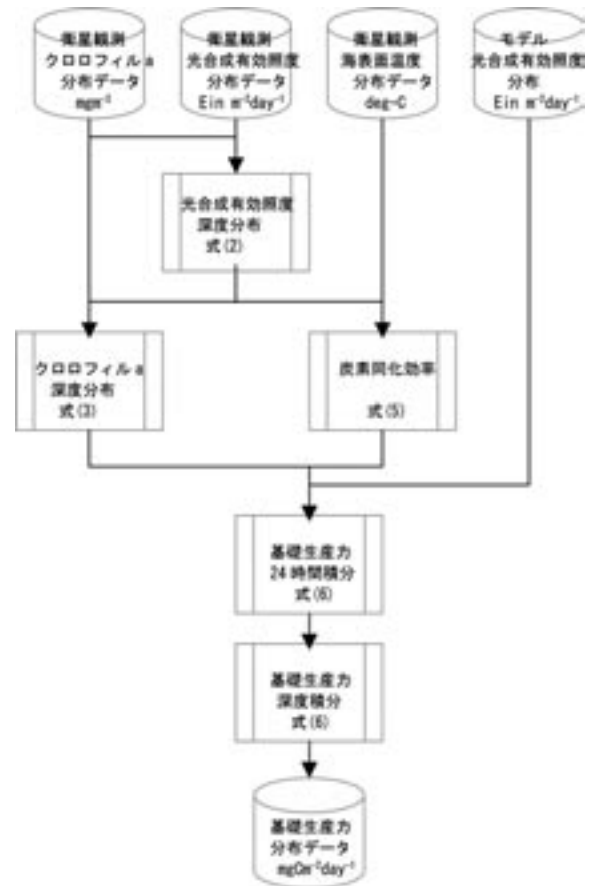 衛星観測
クロロフィルa
分布データ
mgm⁻³
衛星観測
光合成有効照度
分布データ
Ein m⁻²day⁻¹
衛星観測
海表面温度
分布データ
deg-C
モデル
光合成有効照度
分布
Ein m⁻²day⁻¹
光合成有効照度
深度分布
式(2)
クロロフィルa
深度分布
式(3)
炭素同化効率
式(5)
基礎生産力
24時間積分
式(6)
基礎生産力
深度積分
式(6)
基礎生産力
分布データ
mgCm⁻²day⁻¹